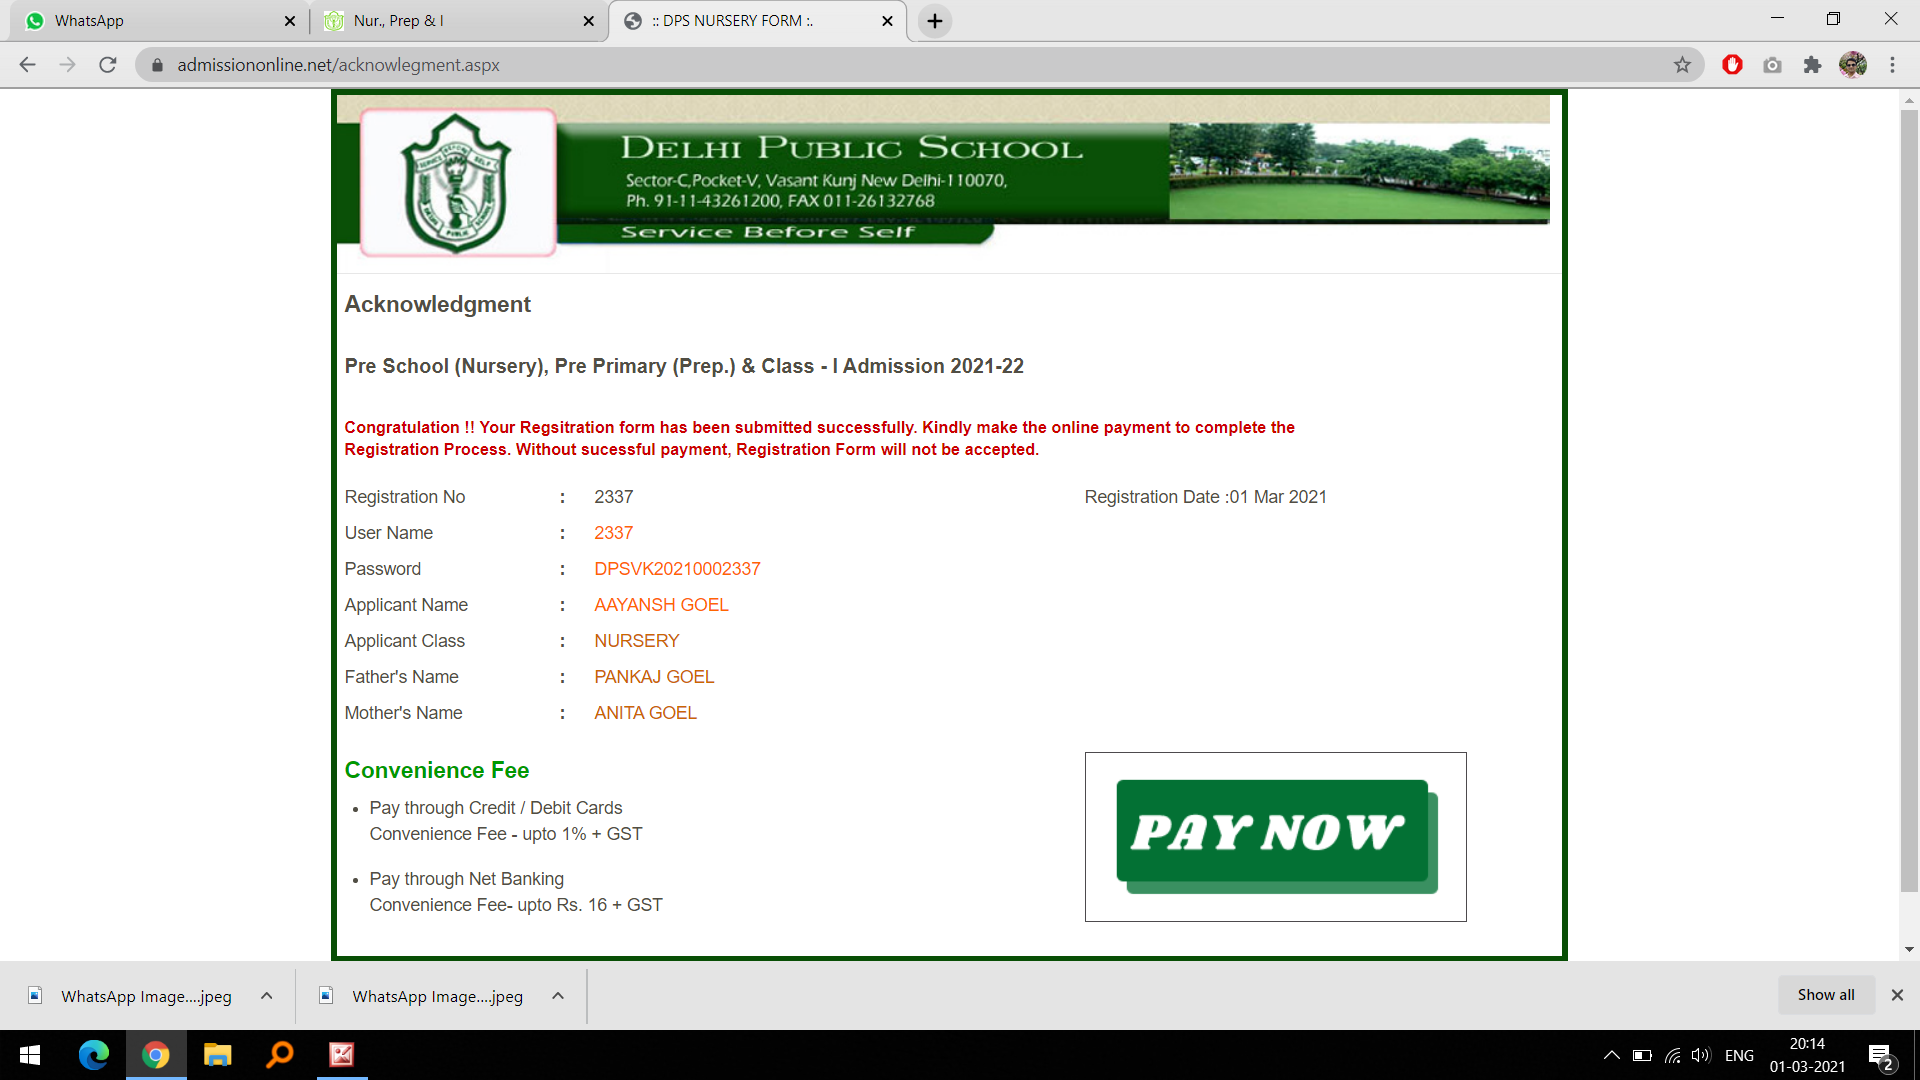 WhatsApp
Nur., Prep & I
:: DPS NURSERY FORM :.
admissiononline.net/acknowlegment.aspx
DELHI PUBLIC SCHOOL
Sector-C,Pocket-V, Vasant Kunj New Delhi-110070,
Ph. 91-11-43261200, FAX 011-26132768
Service Before Self
SERVICE BEFORE SELF
DELHI PUBLIC SCHOOL
Acknowledgment
Pre School (Nursery), Pre Primary (Prep.) & Class - I Admission 2021-22
Congratulation !! Your Regsitration form has been submitted successfully. Kindly make the online payment to complete the
Registration Process. Without sucessful payment, Registration Form will not be accepted.
Registration No : 2337 Registration Date :01 Mar 2021
User Name : 2337
Password : DPSVK20210002337
Applicant Name : AAYANSH GOEL
Applicant Class : NURSERY
Father's Name : PANKAJ GOEL
Mother's Name : ANITA GOEL
Convenience Fee
• Pay through Credit / Debit Cards
Convenience Fee - upto 1% + GST
• Pay through Net Banking
Convenience Fee- upto Rs. 16 + GST
PAY NOW
WhatsApp Image....jpeg
WhatsApp Image....jpeg
Show all
ENG
20:14
01-03-2021
2